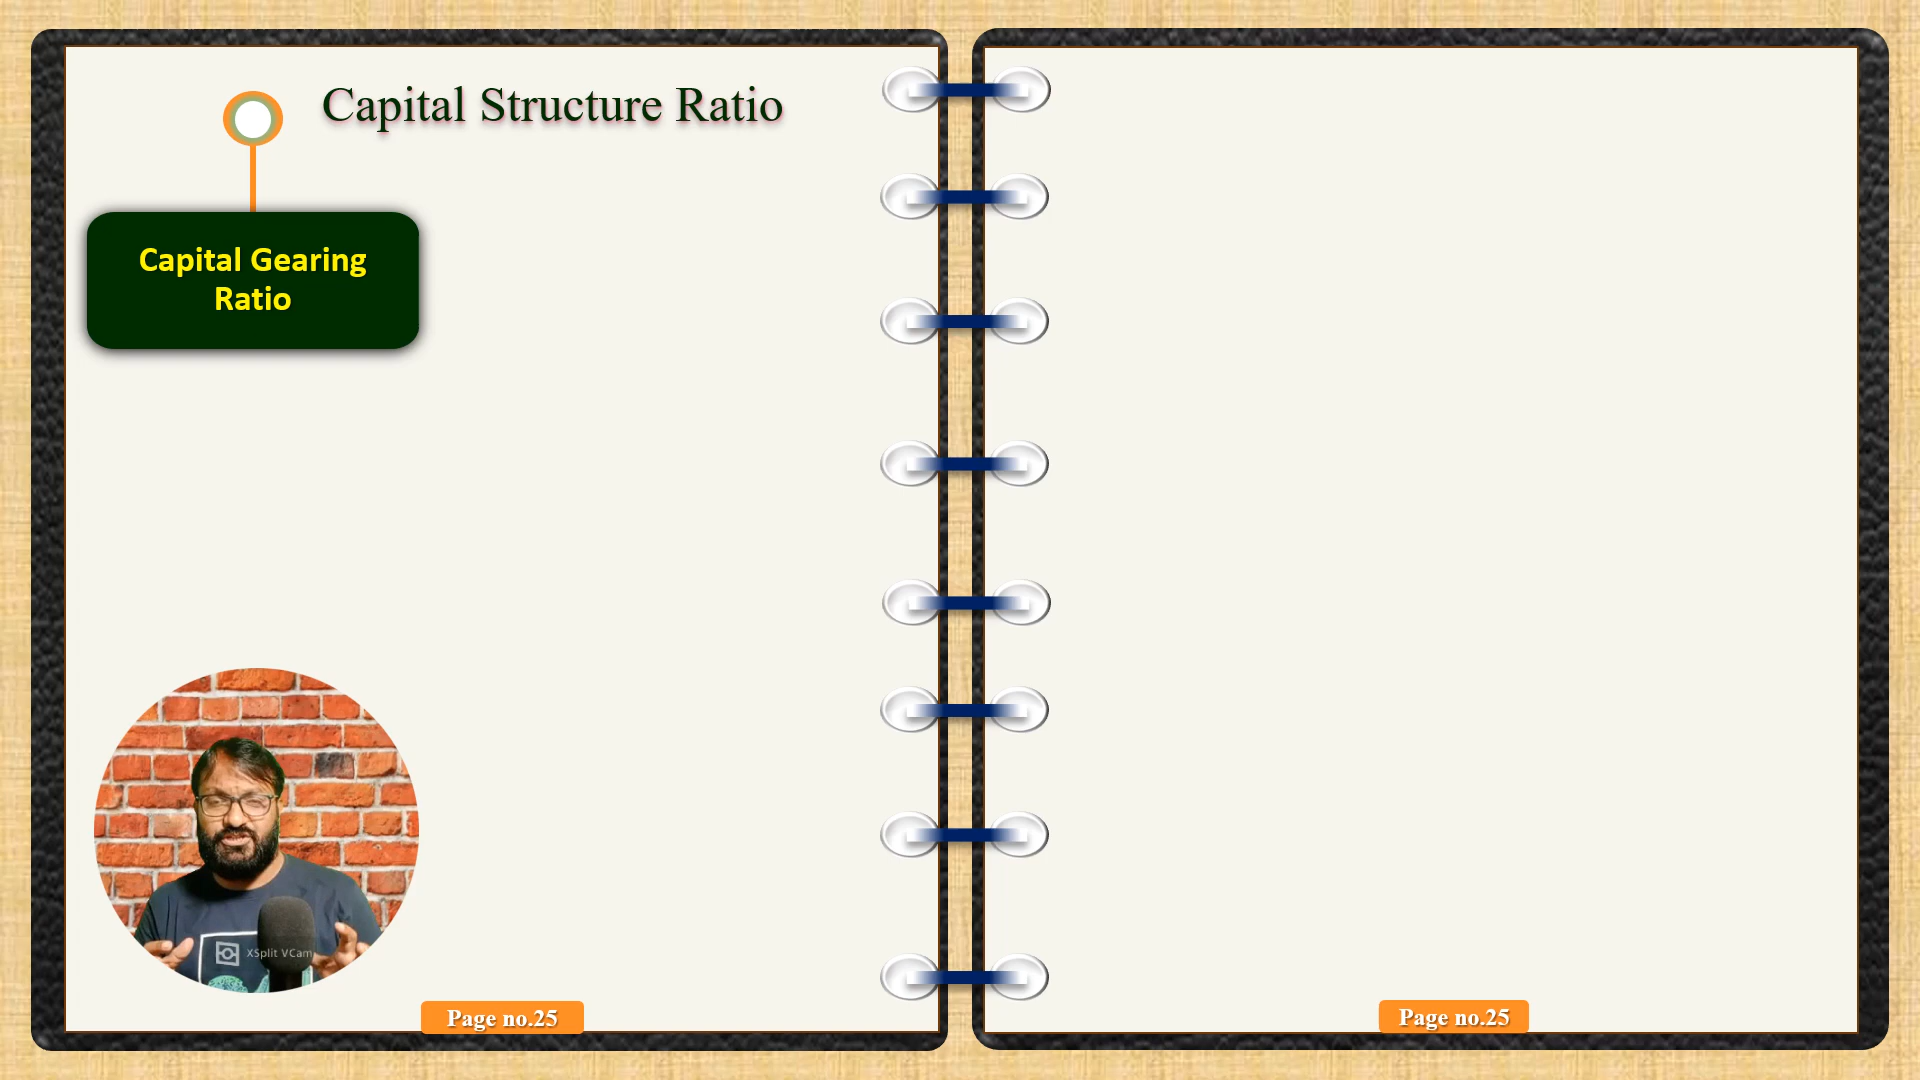 Capital Structure Ratio
Capital Gearing
Ratio
XSplit VCam
Page no.25
Page no.25